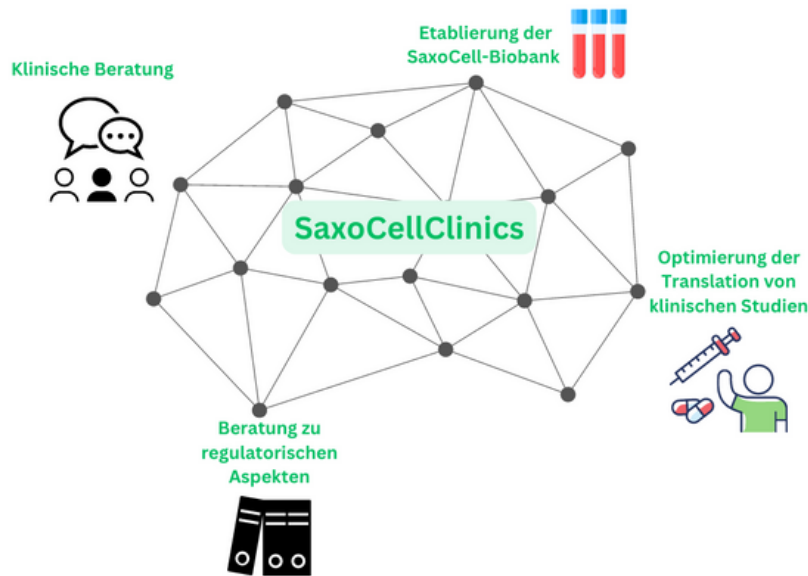 Etablierung der
SaxoCell-Biobank
Klinische Beratung
SaxoCellClinics
Optimierung der
Translation von
klinischen Studien
Beratung zu
regulatorischen
Aspekten